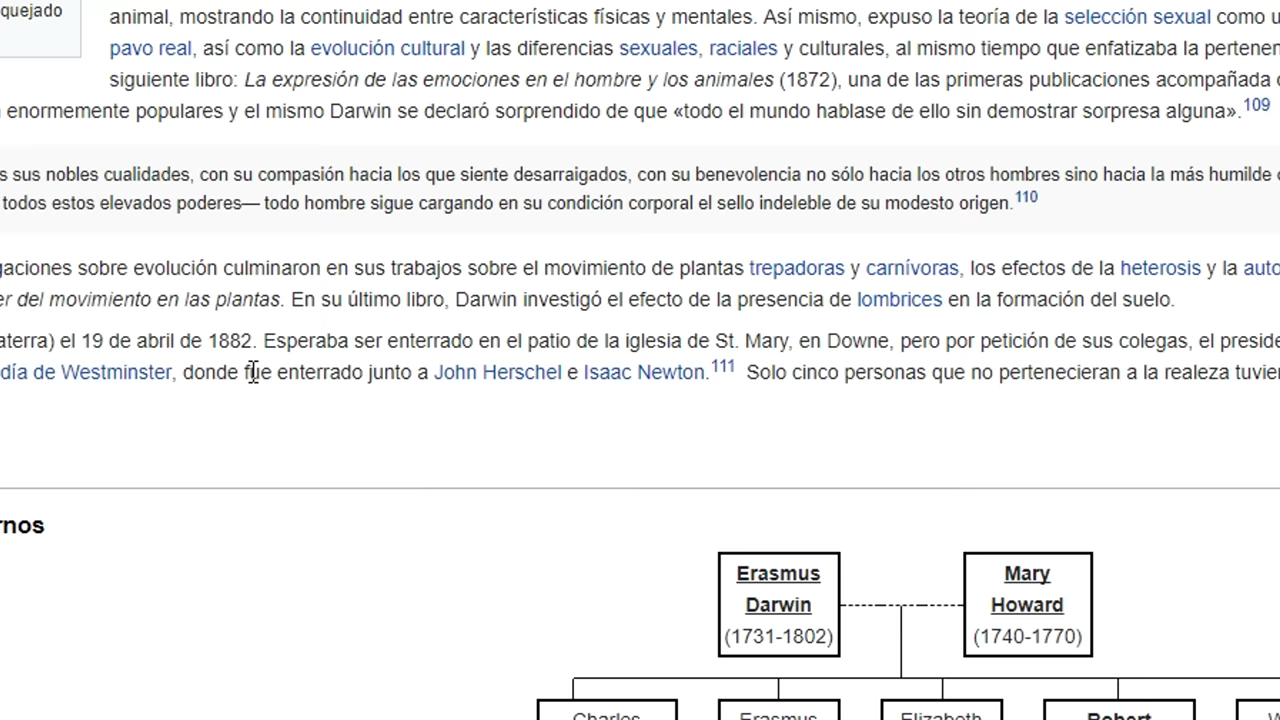 quejado
animal, mostrando la continuidad entre características físicas y mentales. Así mismo, expuso la teoría de la selección sexual como
pavo real, así como la evolución cultural y las diferencias sexuales, raciales y culturales, al mismo tiempo que enfatizaba la
siguiente libro: La expresión de las emociones en el hombre y los animales (1872), una de las primeras publicaciones acompañada
enormemente populares y el mismo Darwin se declaró sorprendido de que «todo el mundo hablase de ello sin demostrar sorpresa alguna».109
sus nobles cualidades, con su compasión hacia los que siente desarraigados, con su benevolencia no sólo hacia los otros hombres sino hacia la más humilde
todos estos elevados poderes— todo hombre sigue cargando en su condición corporal el sello indeleble de su modesto origen.110
gaciones sobre evolución culminaron en sus trabajos sobre el movimiento de plantas trepadoras y carnívoras, los efectos de la heterosis y la auto
er del movimiento en las plantas. En su último libro, Darwin investigó el efecto de la presencia de lombrices en la formación del suelo.
aterra) el 19 de abril de 1882. Esperaba ser enterrado en el patio de la iglesia de St. Mary, en Downe, pero por petición de sus colegas, el preside
día de Westminster, donde fue enterrado junto a John Herschel e Isaac Newton.111 Solo cinco personas que no pertenecieran a la realeza tuvie
rnos
Erasmus
Darwin
(1731-1802)
Mary
Howard
(1740-1770)
Charles
Erasmus
Elizabeth
Robert